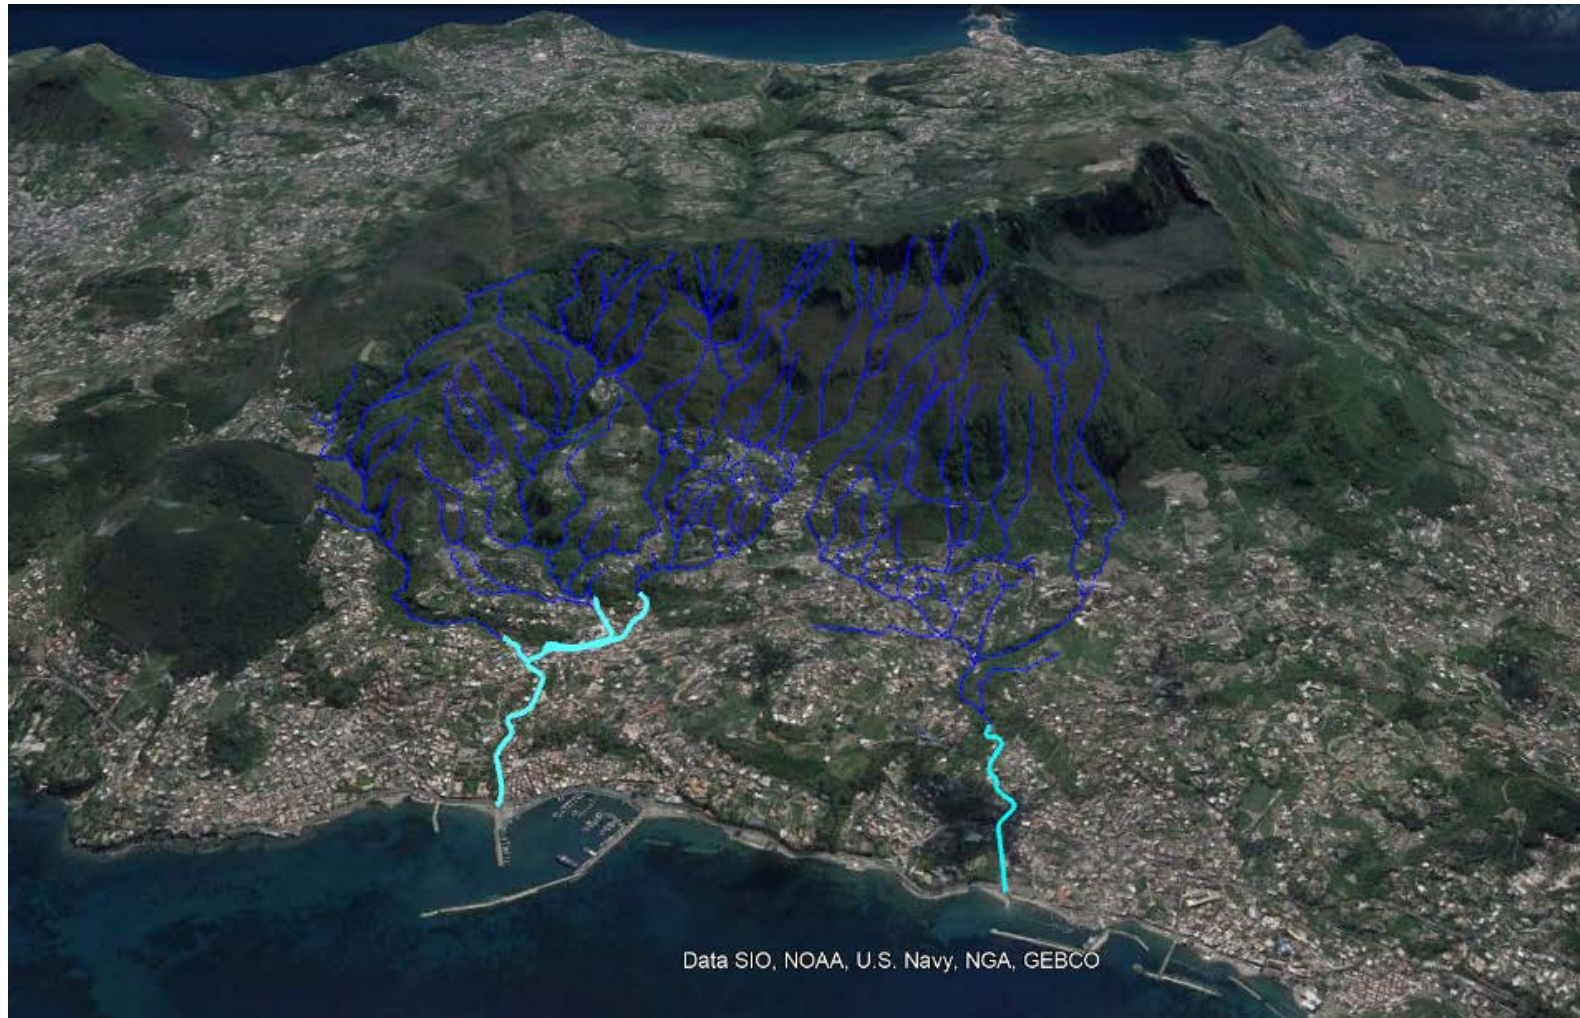 Data SIO, NOAA, U.S. Navy, NGA, GEBCO